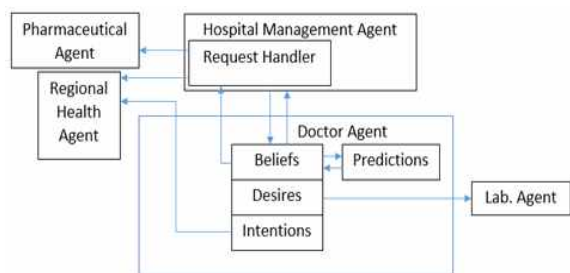 Pharmaceutical
Agent
Hospital Management Agent
Request Handler
Regional
Health
Agent
Doctor Agent
Beliefs
Predictions
Desires
Lab. Agent
Intentions